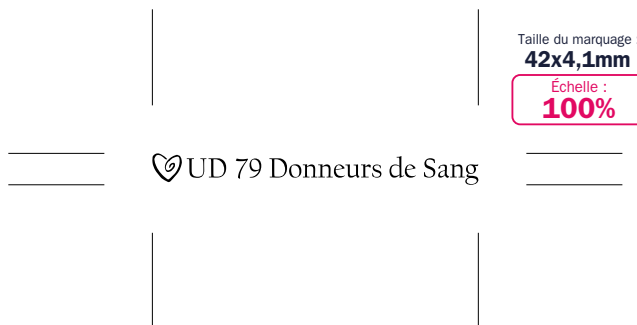 Taille du marquage :
42x4,1mm
Échelle :
100%
UD 79 Donneurs de Sang